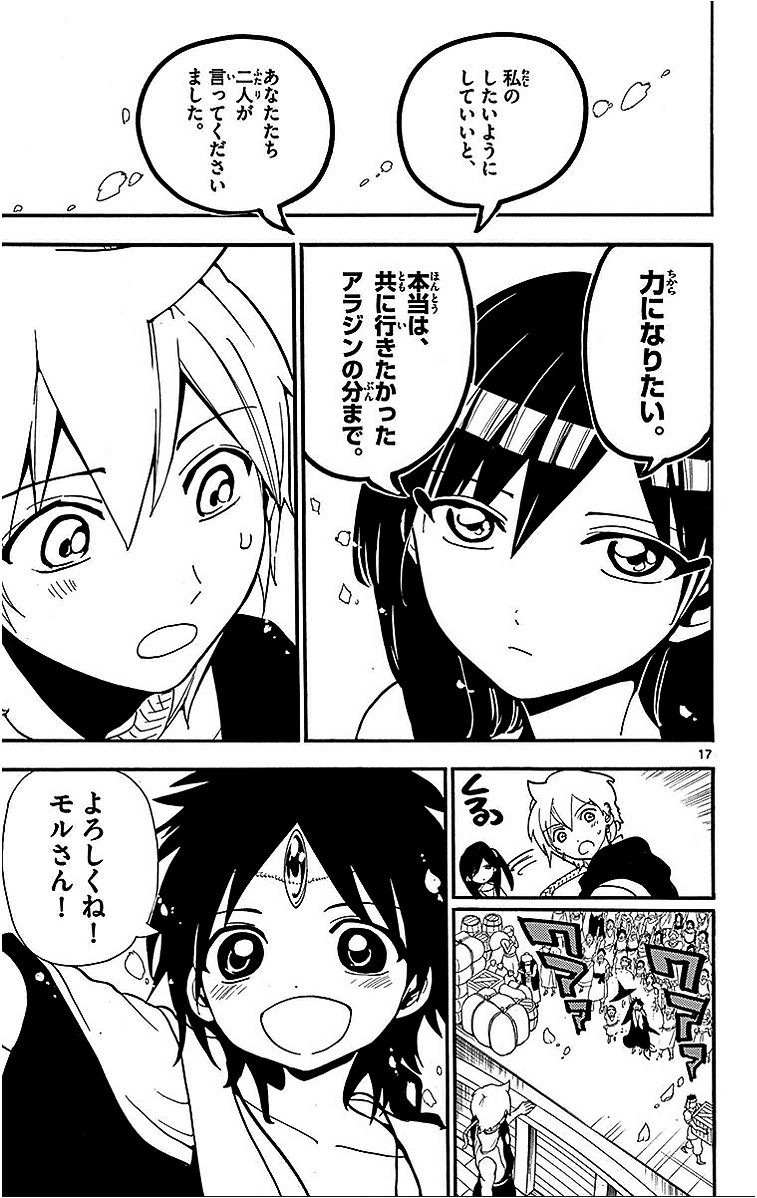 私の
したいように
していいと、
あなたたち
二人が
言ってください
ました。
力になりたい。
本当は、
共に行きたかった
アラジンの分まで。
17
くるっ
ワァァァ
ワァァァ
よろしくね!
モルさん!